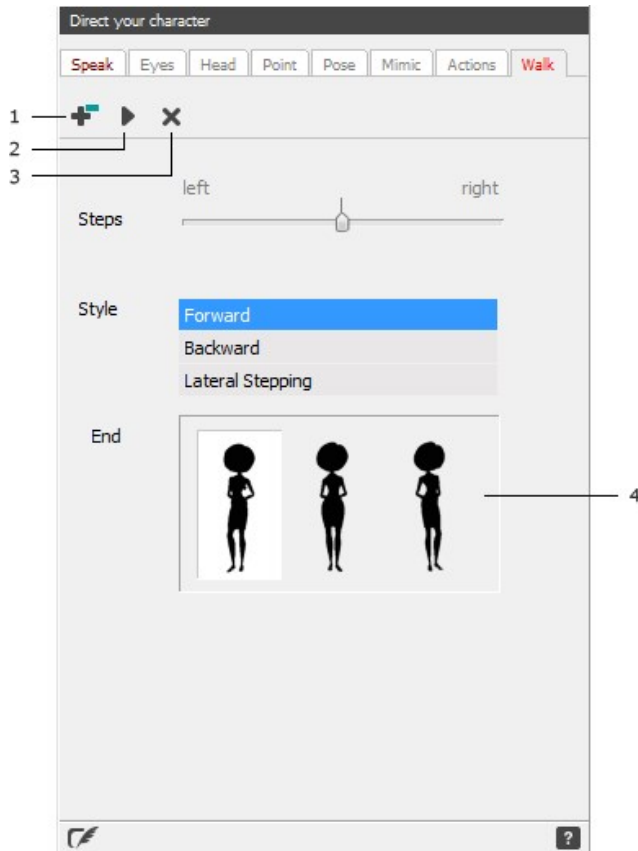 Direct your character
Speak Eyes Head Point Pose Mimic Actions Walk
1
2
3
left right
Steps
Style
Forward
Backward
Lateral Stepping
End
4
?